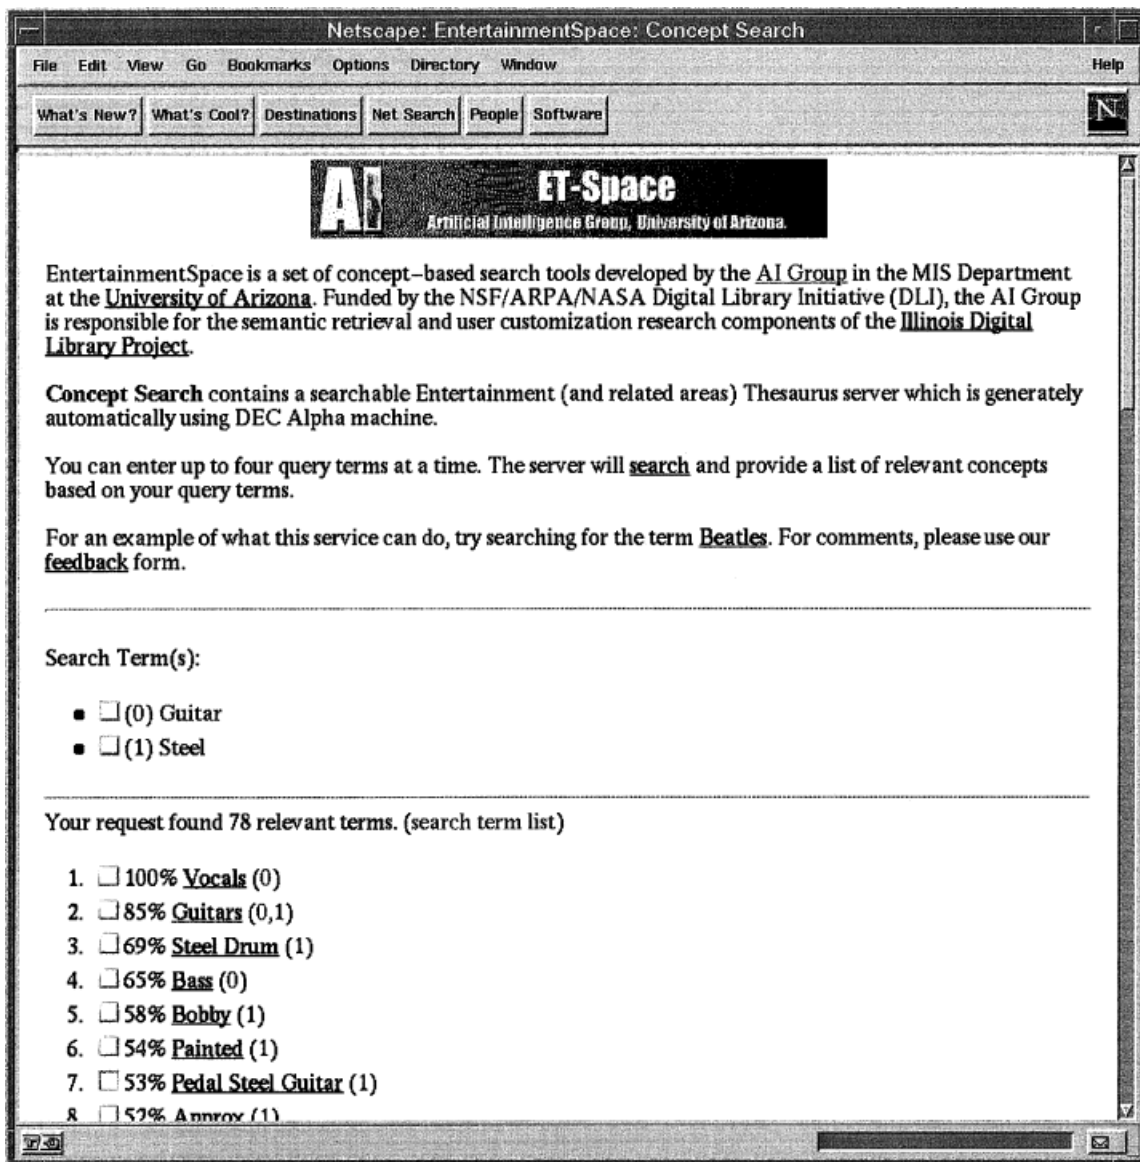 Netscape: EntertainmentSpace: Concept Search
File Edit View Go Bookmarks Options Directory Window Help
What's New? What's Cool? Destinations Net Search People Software
N
AI ET-Space
Artificial Intelligence Group, University of Arizona.
EntertainmentSpace is a set of concept-based search tools developed by the AI Group in the MIS Department
at the University of Arizona. Funded by the NSF/ARPA/NASA Digital Library Initiative (DLI), the AI Group
is responsible for the semantic retrieval and user customization research components of the Illinois Digital
Library Project.
Concept Search contains a searchable Entertainment (and related areas) Thesaurus server which is generately
automatically using DEC Alpha machine.
You can enter up to four query terms at a time. The server will search and provide a list of relevant concepts
based on your query terms.
For an example of what this service can do, try searching for the term Beatles. For comments, please use our
feedback form.
Search Term(s):
(0) Guitar
(1) Steel
Your request found 78 relevant terms. (search term list)
1. 100% Vocals (0)
2. 85% Guitars (0,1)
3. 69% Steel Drum (1)
4. 65% Bass (0)
5. 58% Bobby (1)
6. 54% Painted (1)
7. 53% Pedal Steel Guitar (1)
8. 52% Approx (1)